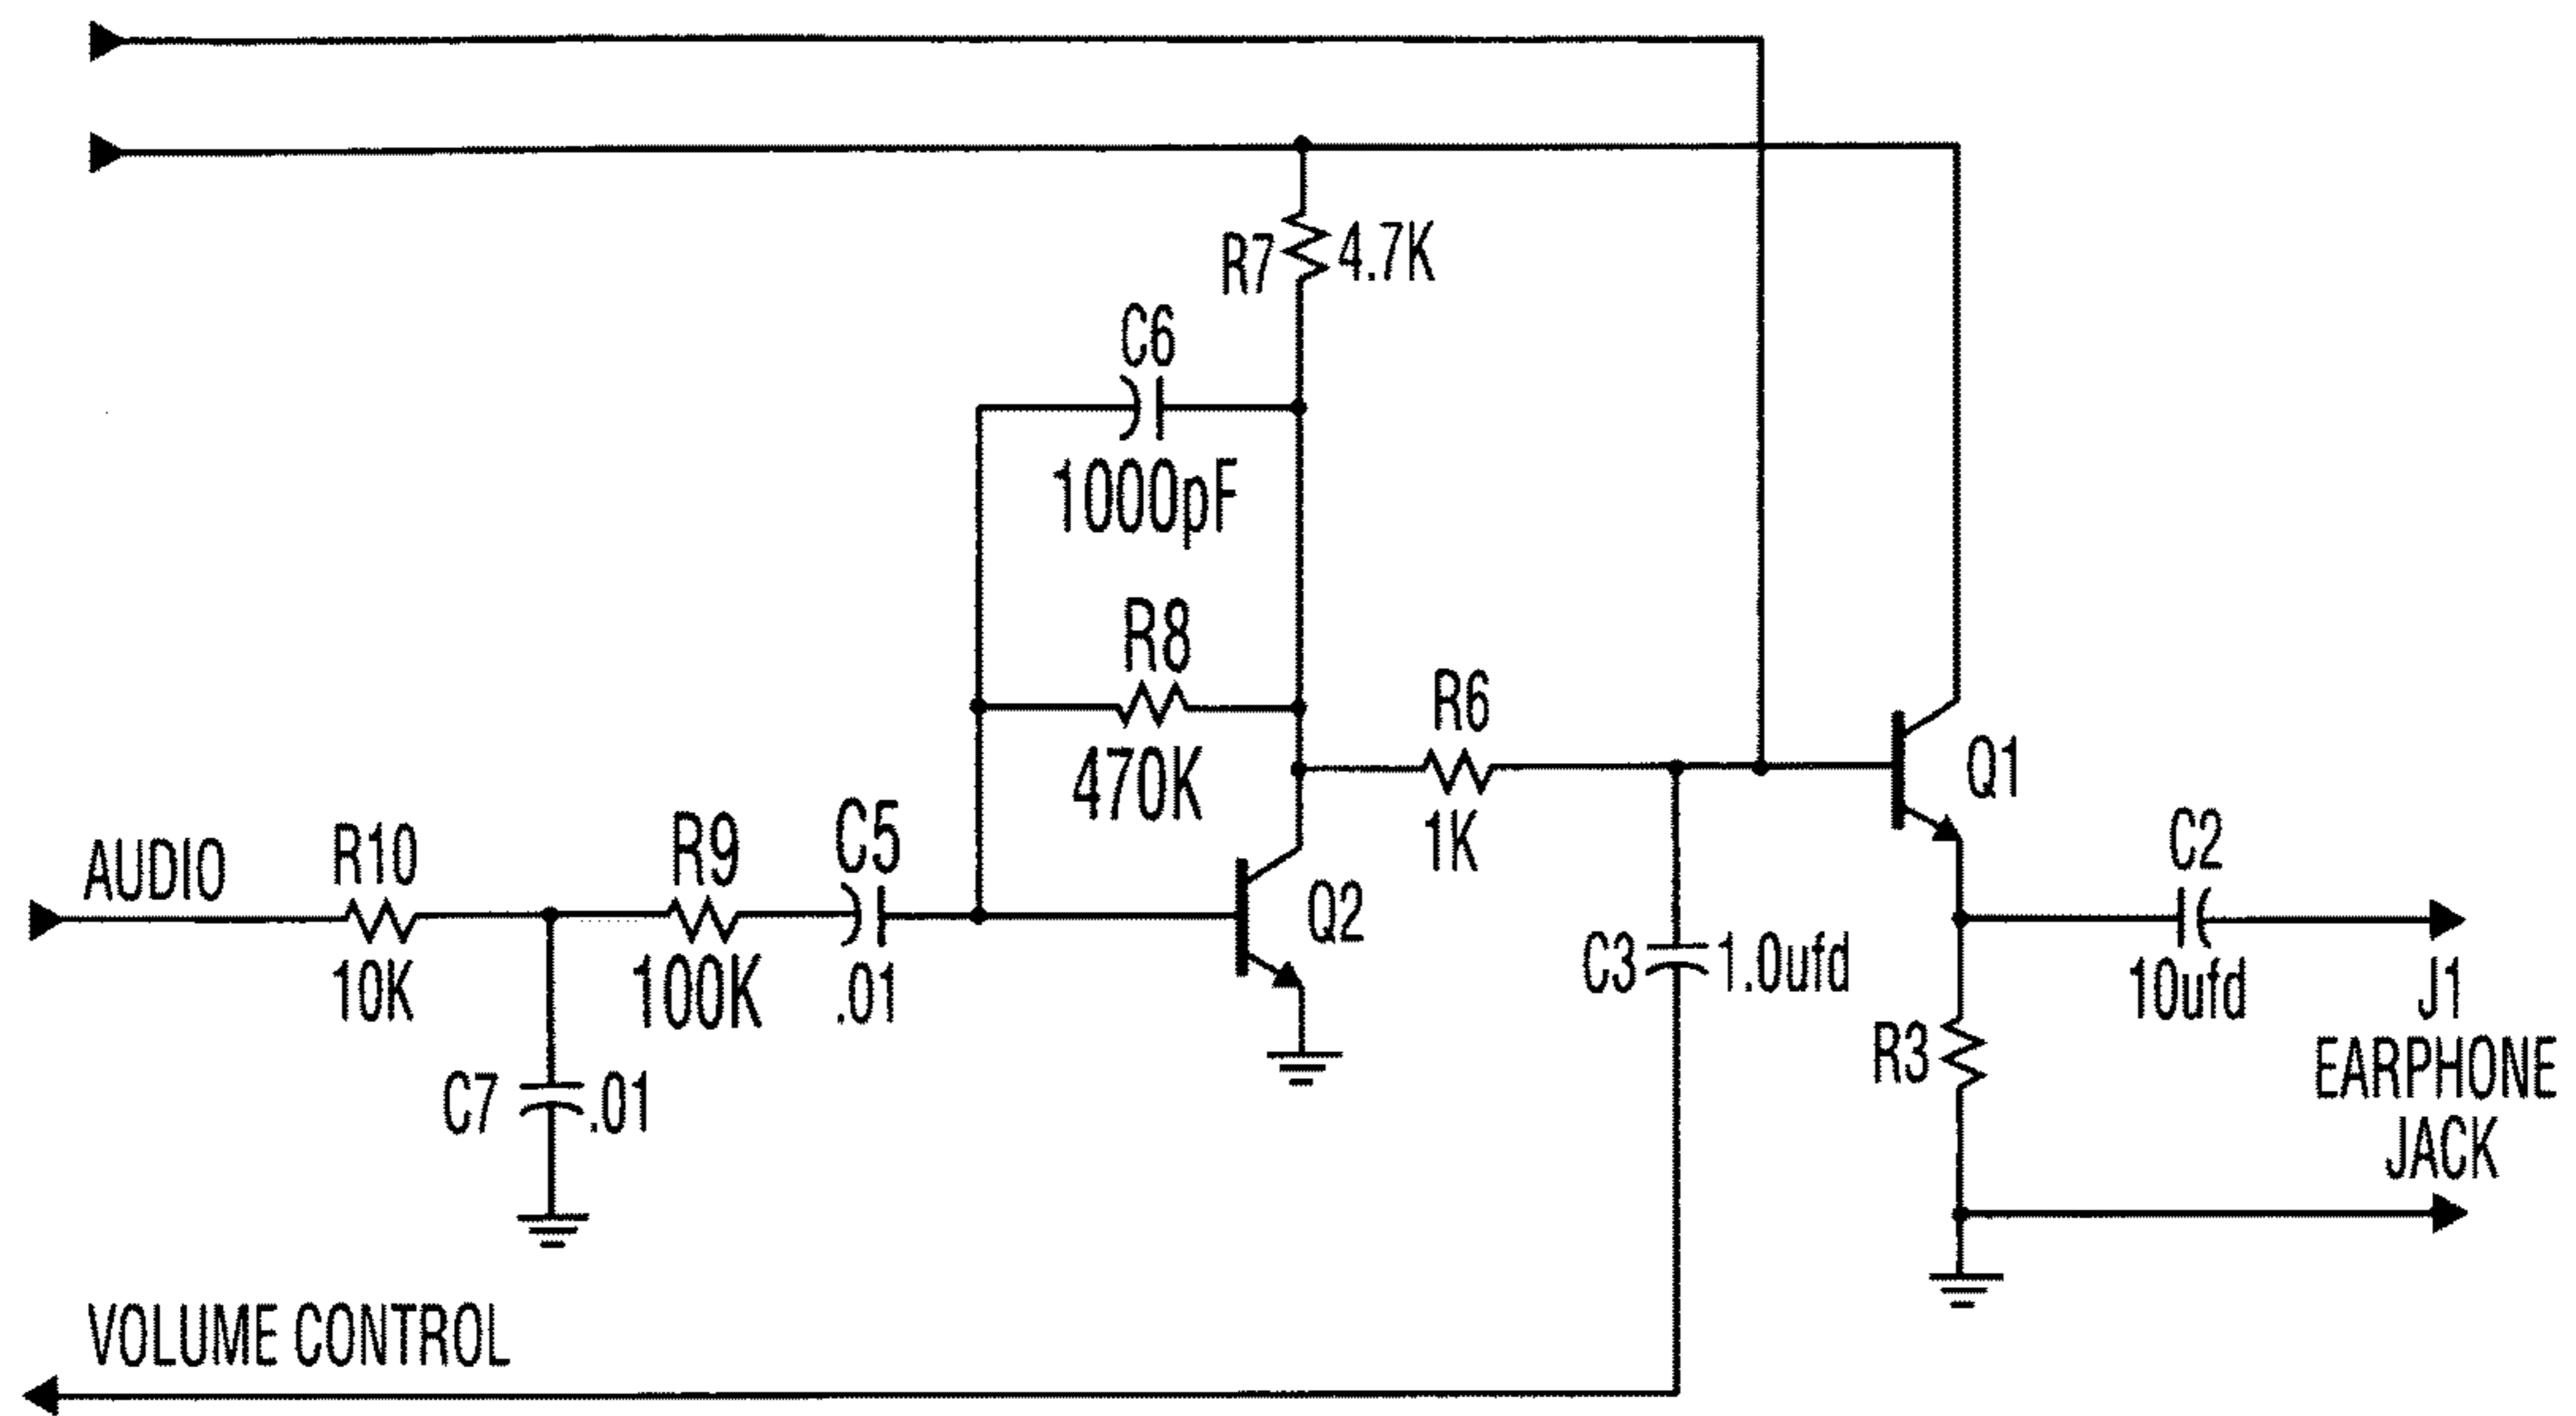 R7 4.7K
C6
1000pF
R8
470K
R6
1K
Q1
AUDIO
R10
10K
R9
100K
C5
.01
Q2
C7 .01
C3 1.0ufd
C2
10ufd
R3
J1
EARPHONE
JACK
VOLUME CONTROL